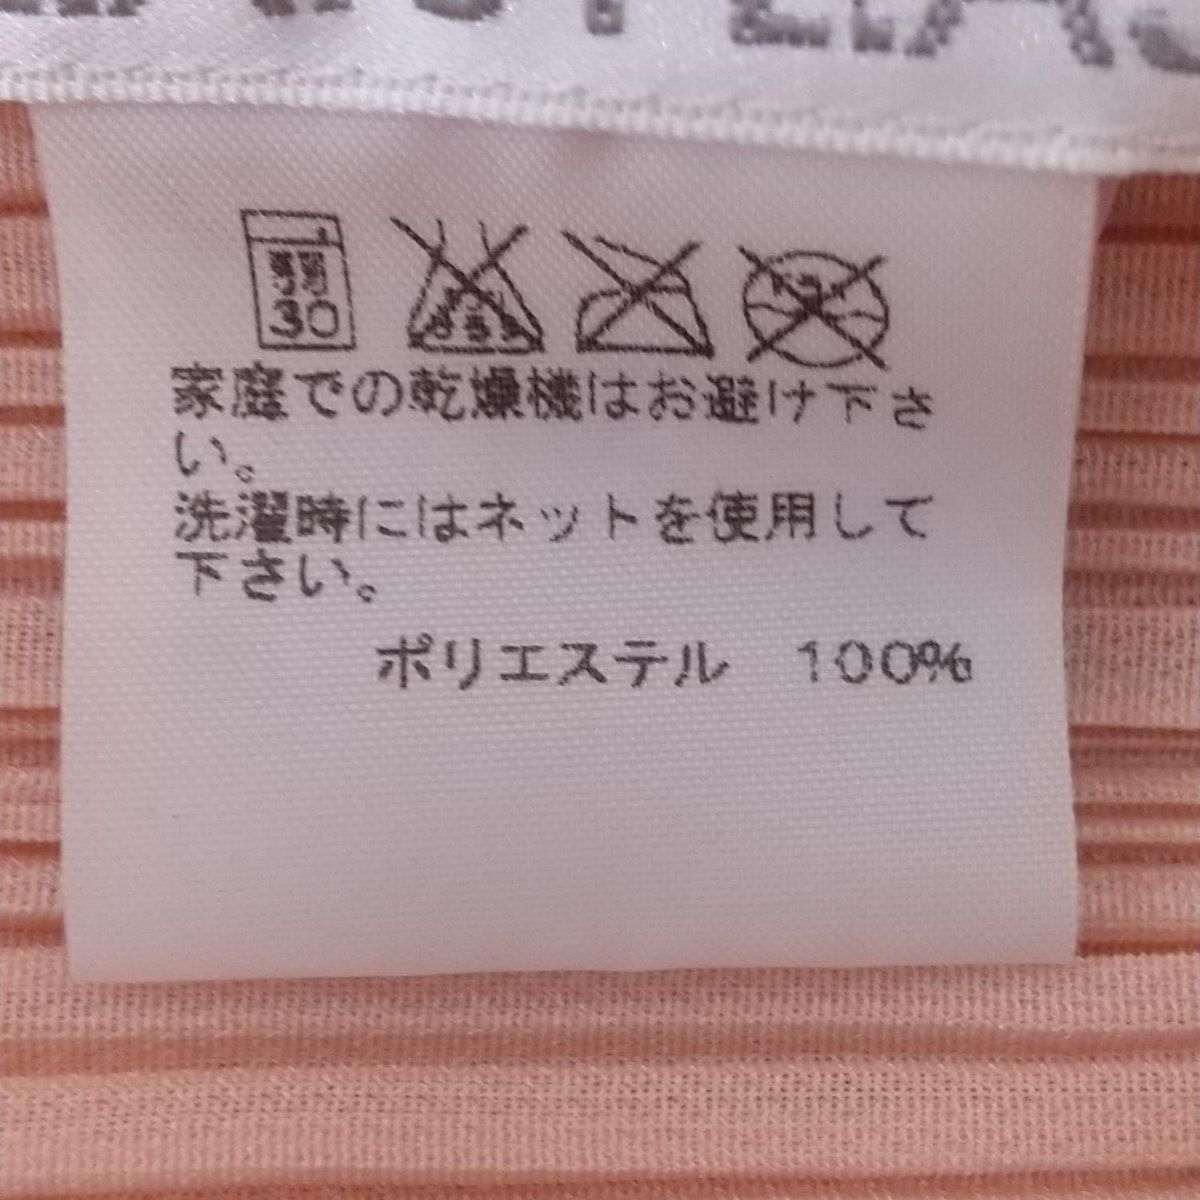 30
家庭での乾燥機はお避け下さ
い。
洗濯時にはネットを使用して
下さい。
ポリエステル 100%